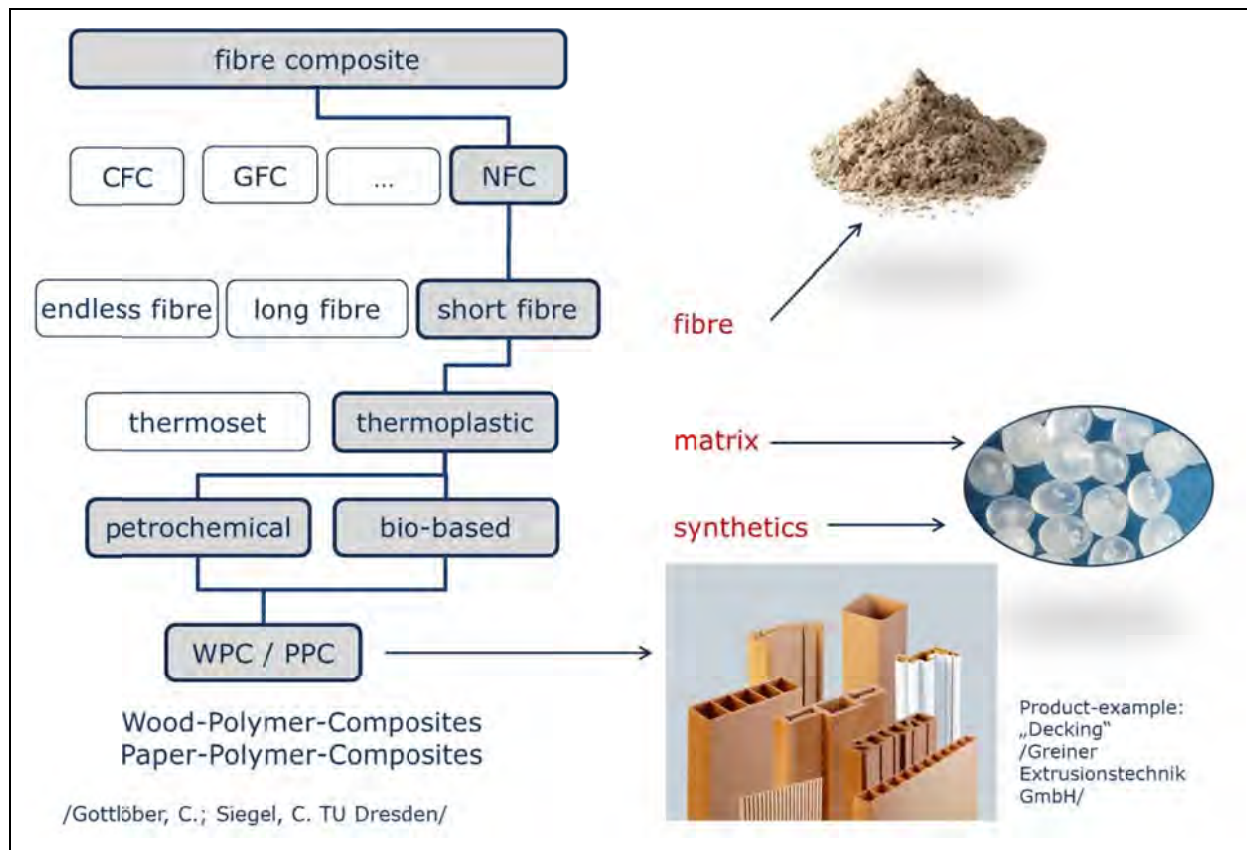 fibre composite
CFC
GFC
...
NFC
endless fibre
long fibre
short fibre
fibre
thermoset
thermoplastic
matrix
petrochemical
bio-based
synthetics
WPC / PPC
Wood-Polymer-Composites
Paper-Polymer-Composites
Product-example:
„Decking“
/Greiner
Extrusionstechnik
GmbH/
/Gottlöber, C.; Siegel, C. TU Dresden/